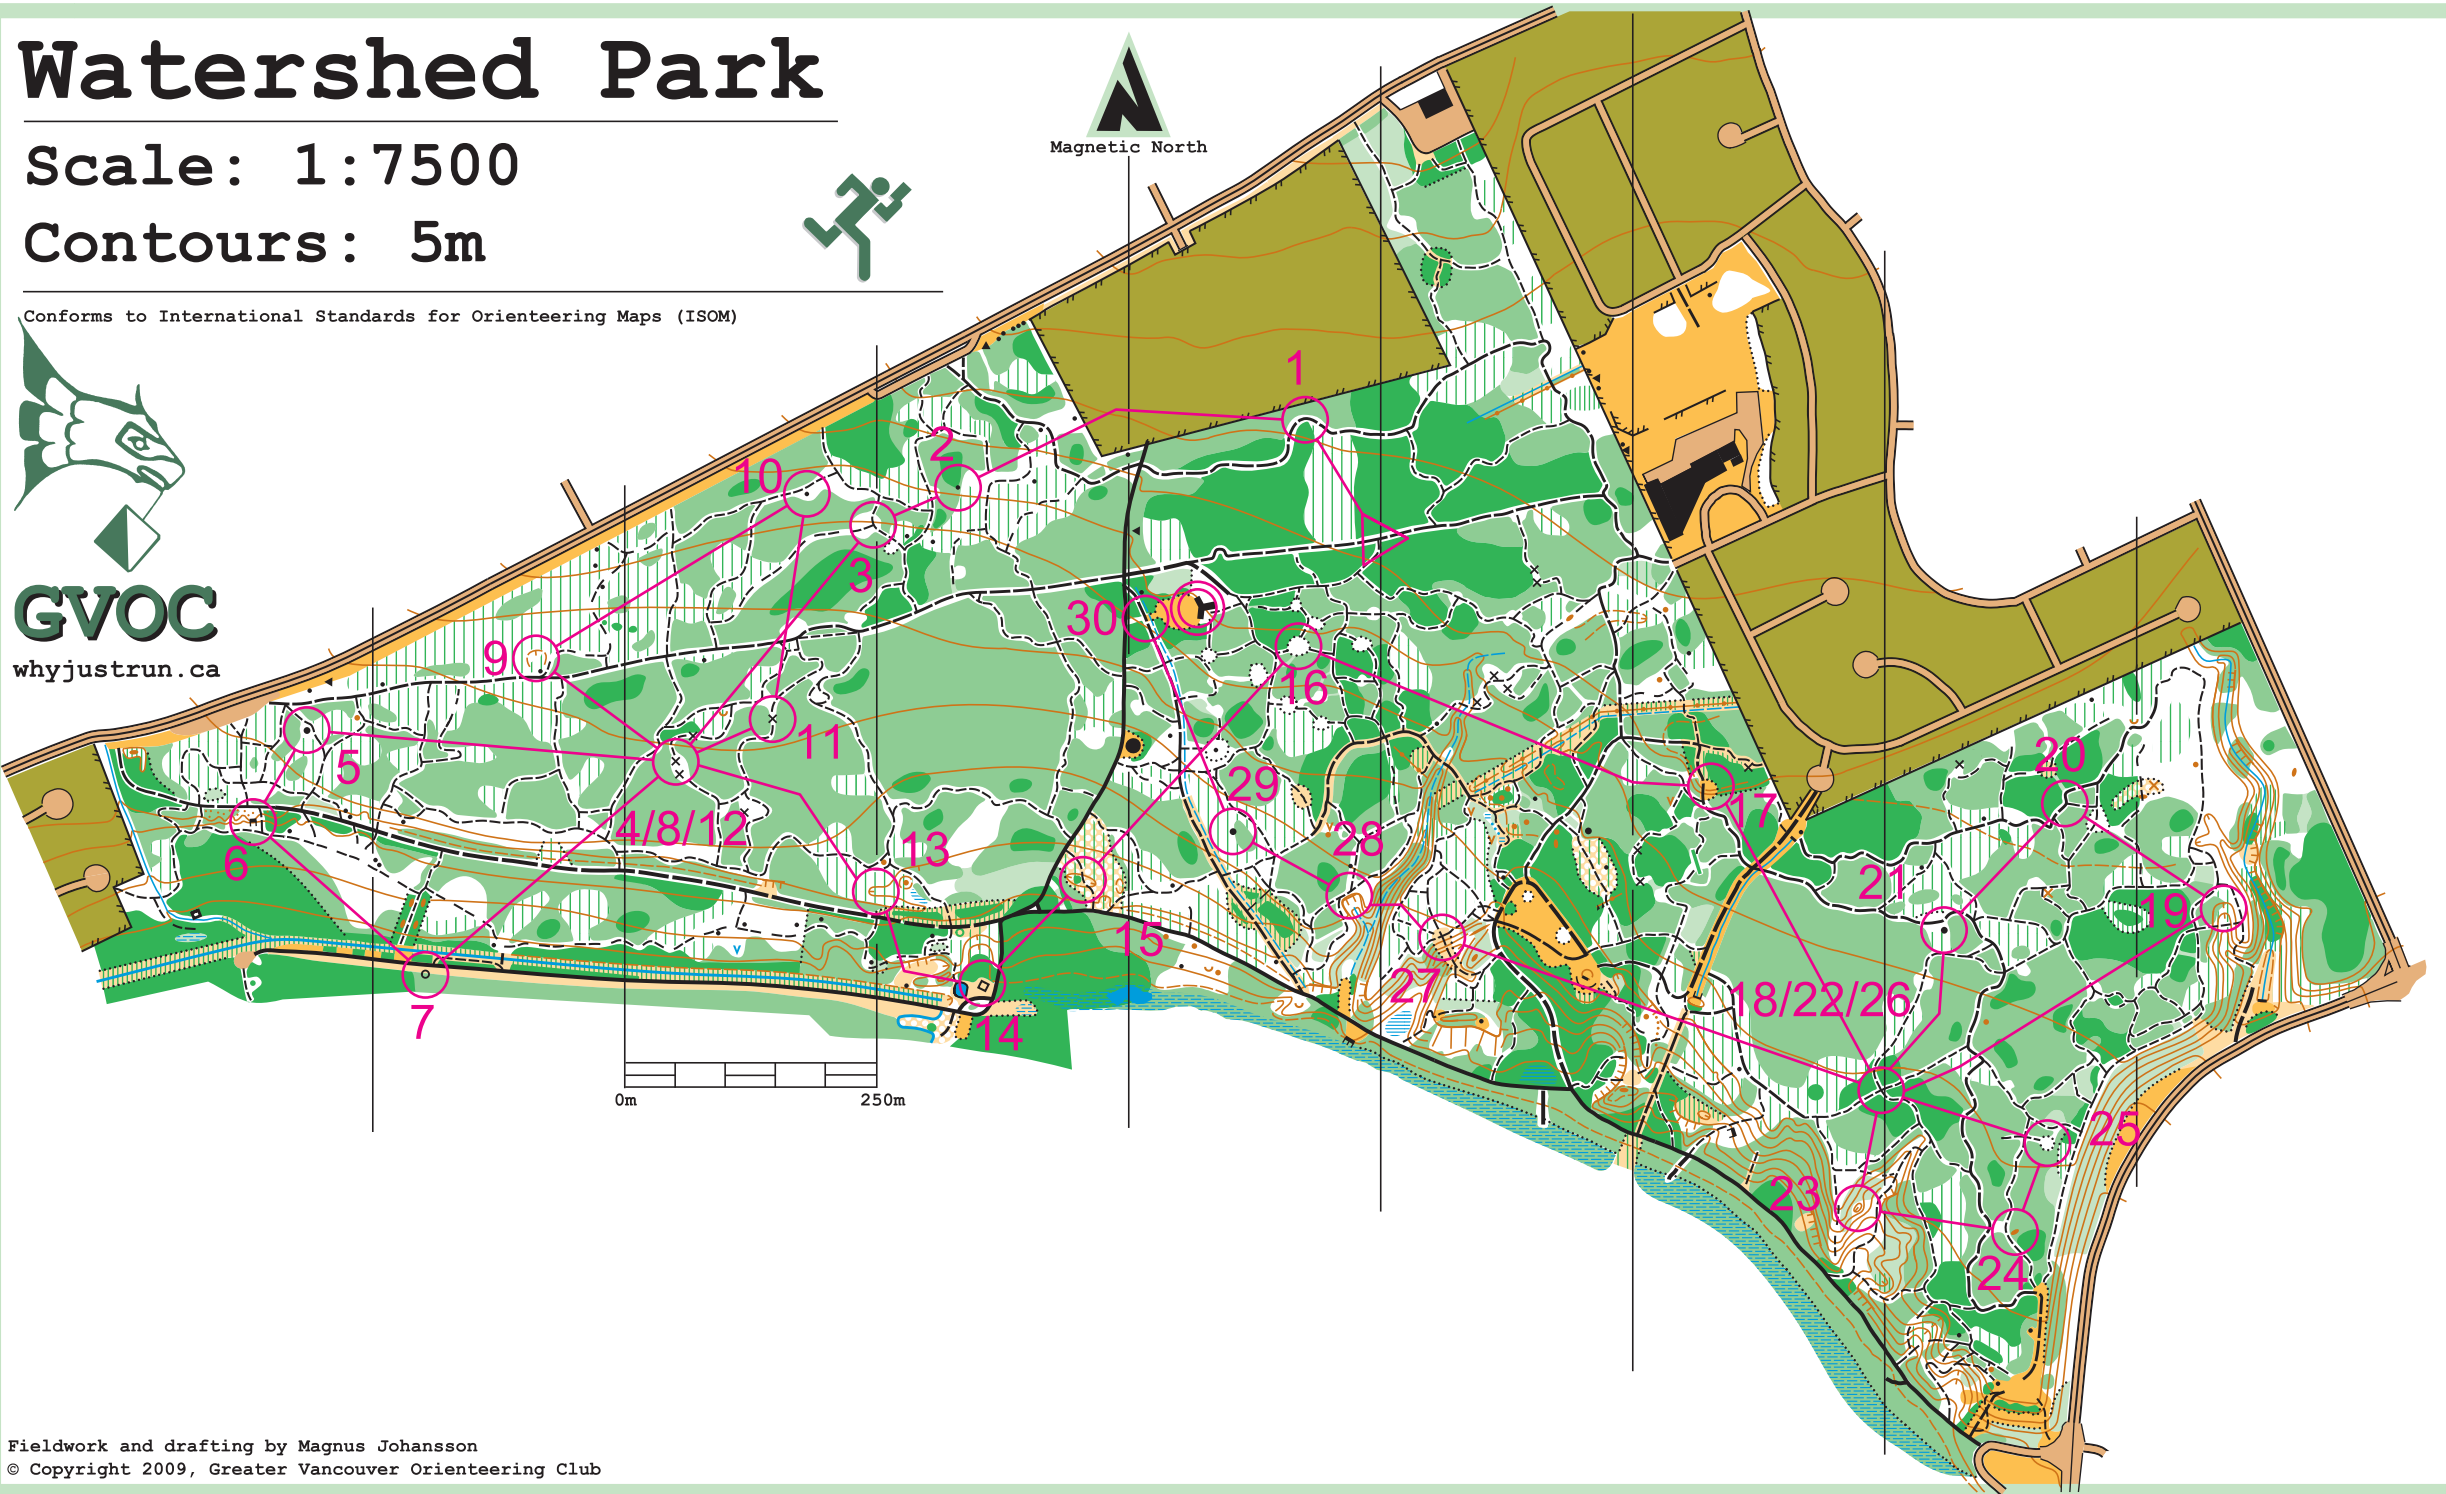 Watershed Park
Scale: 1:7500
Contours: 5m
Conforms to International Standards for Orienteering Maps (ISOM)
GVOC
whyjustrun.ca
Magnetic North
1
2
10
3
30
9
16
11
5
4/8/12
6
13
29
28
17
20
21
19
15
27
18/22/26
7
14
0m 250m
25
23
24
Fieldwork and drafting by Magnus Johansson
© Copyright 2009, Greater Vancouver Orienteering Club